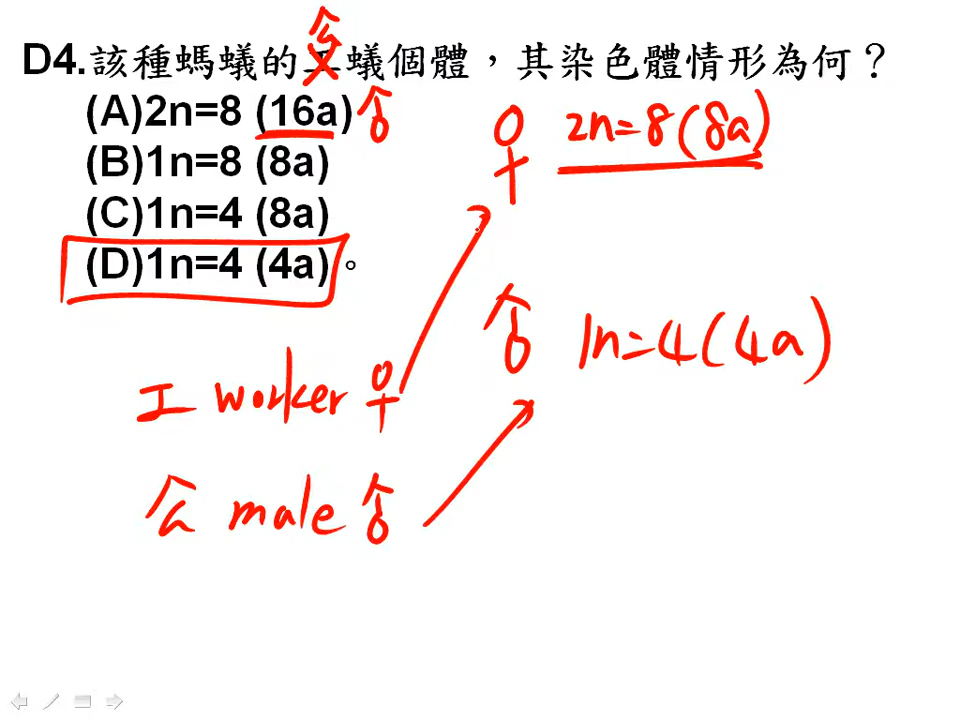 公
D4.該種螞蟻的工蟻個體，其染色體情形為何？
(A)2n=8 (16a) ♂
(B)1n=8 (8a)
(C)1n=4 (8a)
(D)1n=4 (4a)。
♀ 2n=8(8a)
♂ 1n=4(4a)
工 worker ♀
公 male ♂